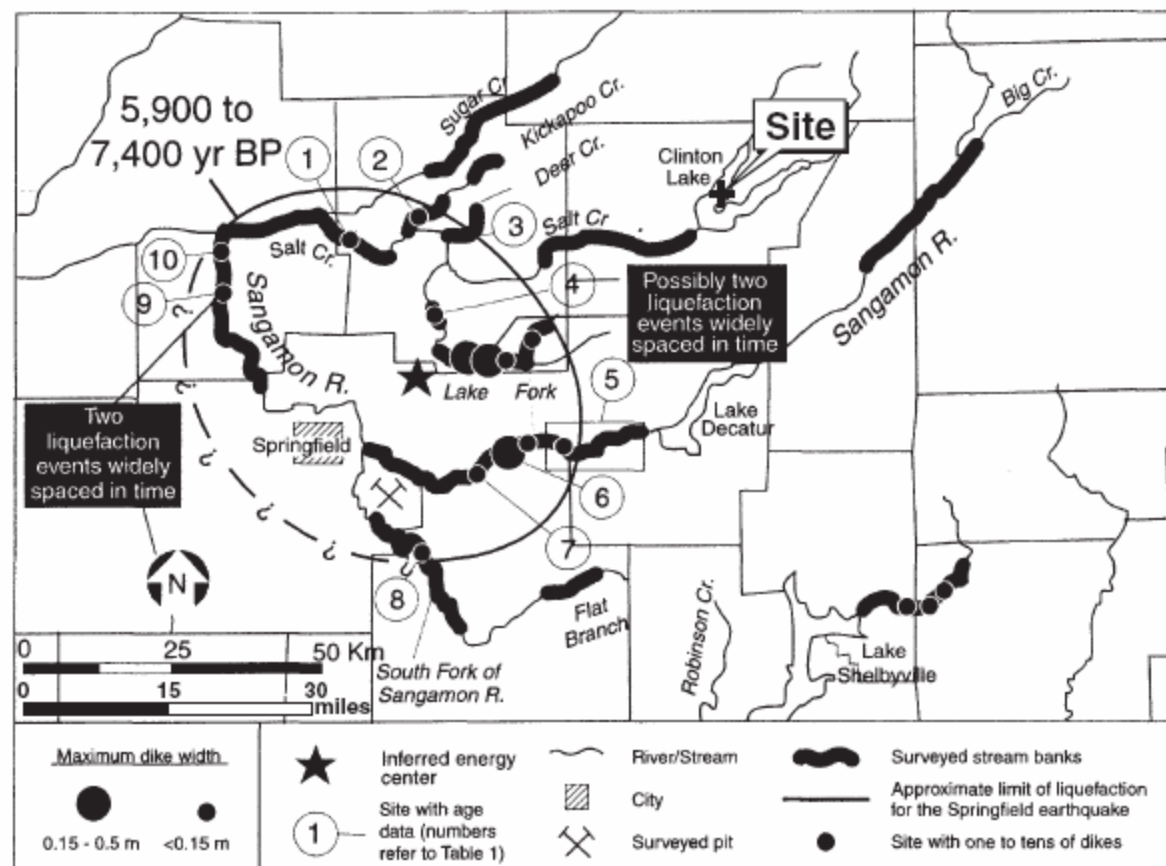 5,900 to
7,400 yr BP
1
2
Sugar Cr
Kickapoo Cr.
Deer Cr.
3
Site
Clinton
Lake
Big Cr.
Salt Cr
Salt Cr.
10
9
Sangamon R.
4
Possibly two
liquefaction
events widely
spaced in time
Sangamon R.
?
?
?
?
?
Lake Fork
5
Lake
Decatur
Two
liquefaction
events widely
spaced in time
Springfield
6
7
8
N
Flat
Branch
Robinson Cr.
Lake
Shelbyville
South Fork of
Sangamon R.
0 25 50 Km
0 15 30
miles
Maximum dike width
0.15 - 0.5 m <0.15 m
Inferred energy
center
1
Site with age
data (numbers
refer to Table 1)
River/Stream
City
Surveyed pit
Surveyed stream banks
Approximate limit of liquefaction
for the Springfield earthquake
Site with one to tens of dikes